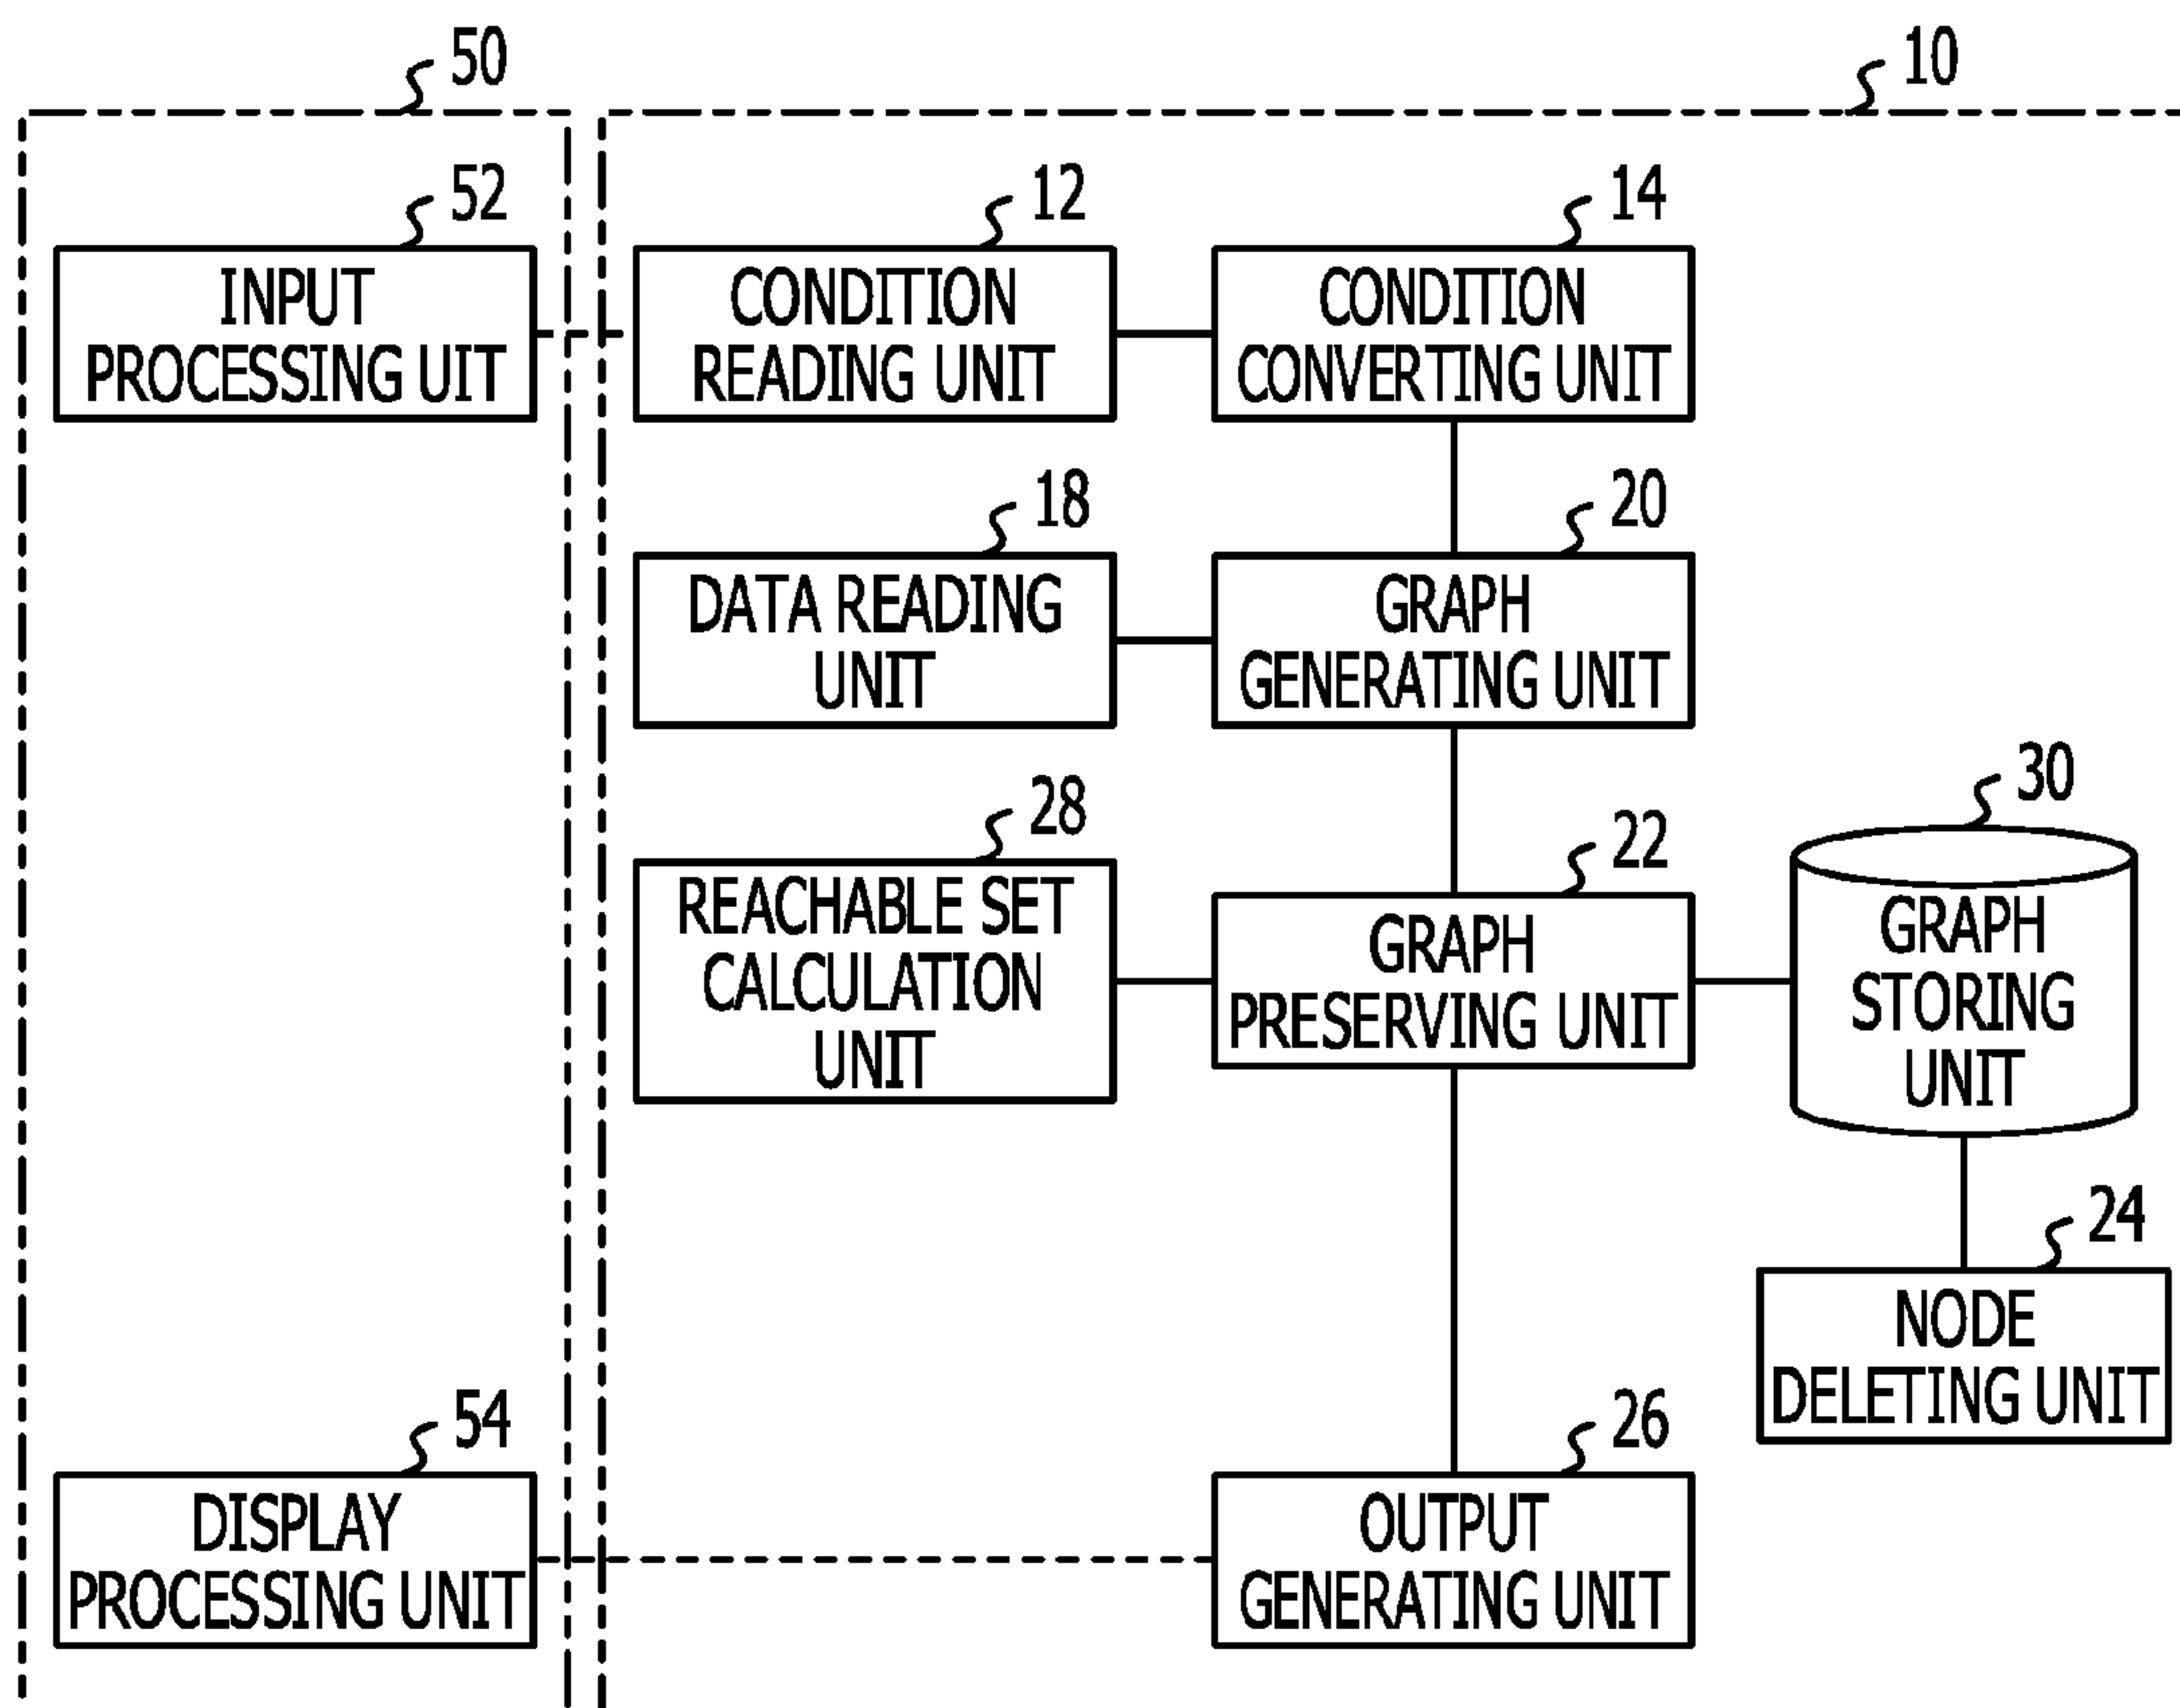 50
10
52
INPUT
PROCESSING UIT
12
CONDITION
READING UNIT
14
CONDITION
CONVERTING UNIT
18
DATA READING
UNIT
20
GRAPH
GENERATING UNIT
28
REACHABLE SET
CALCULATION
UNIT
22
GRAPH
PRESERVING UNIT
30
GRAPH
STORING
UNIT
24
NODE
DELETING UNIT
54
DISPLAY
PROCESSING UNIT
26
OUTPUT
GENERATING UNIT